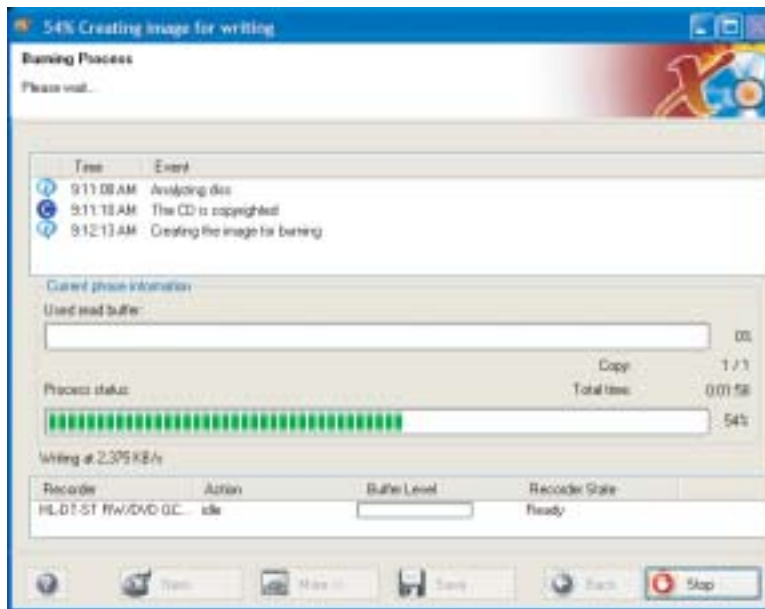 54% Creating image for writing
Burning Process
Please wait...
Time Event
9:11:08 AM Analyzing disc
9:11:10 AM The CD is copyrighted
9:12:13 AM Creating the image for burning
Current phase information
Used read buffer:
0%
Copy: 1 / 1
Process status: Total time: 0:01:58
54%
Writing at 2,375 KB/s
Recorder Action Buffer Level Recorder State
HL-DT-ST RW/DVD GC... idle Ready
Next More >> Save Back Stop